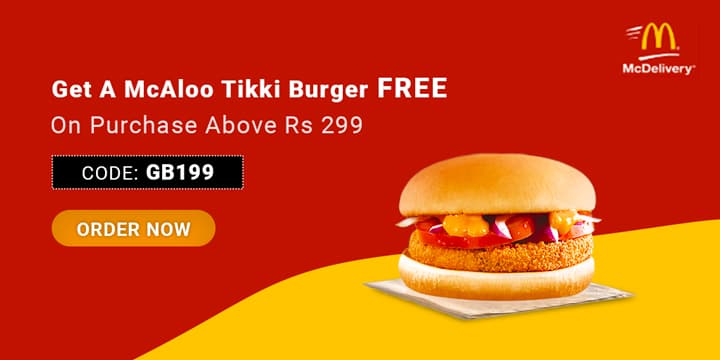 McDelivery
Get A McAloo Tikki Burger FREE
On Purchase Above Rs 299
CODE: GB199
ORDER NOW